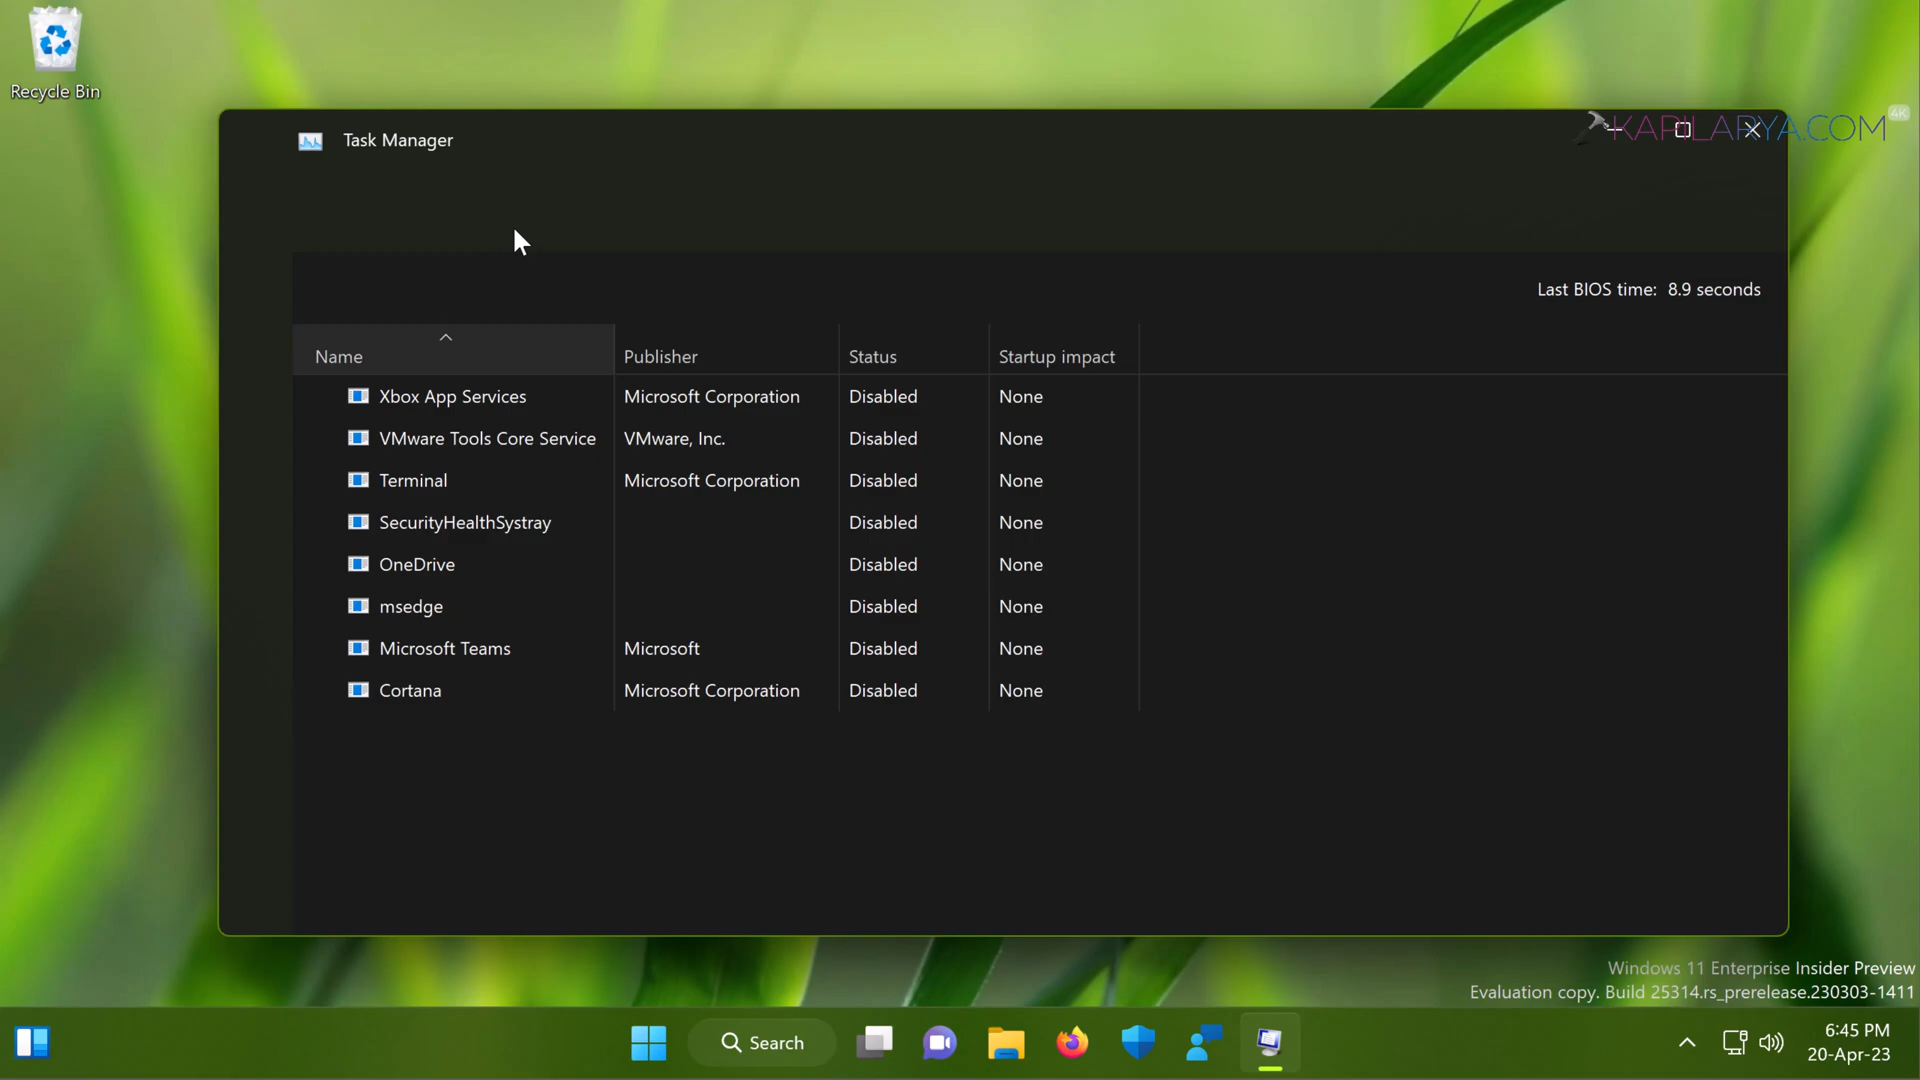 Recycle Bin
Task Manager
KAPILARYA.COM
4K
Last BIOS time: 8.9 seconds
Name Publisher Status Startup impact
Xbox App Services Microsoft Corporation Disabled None
VMware Tools Core Service VMware, Inc. Disabled None
Terminal Microsoft Corporation Disabled None
SecurityHealthSystray Disabled None
OneDrive Disabled None
msedge Disabled None
Microsoft Teams Microsoft Disabled None
Cortana Microsoft Corporation Disabled None
Windows 11 Enterprise Insider Preview
Evaluation copy. Build 25314.rs_prerelease.230303-1411
Search
6:45 PM
20-Apr-23